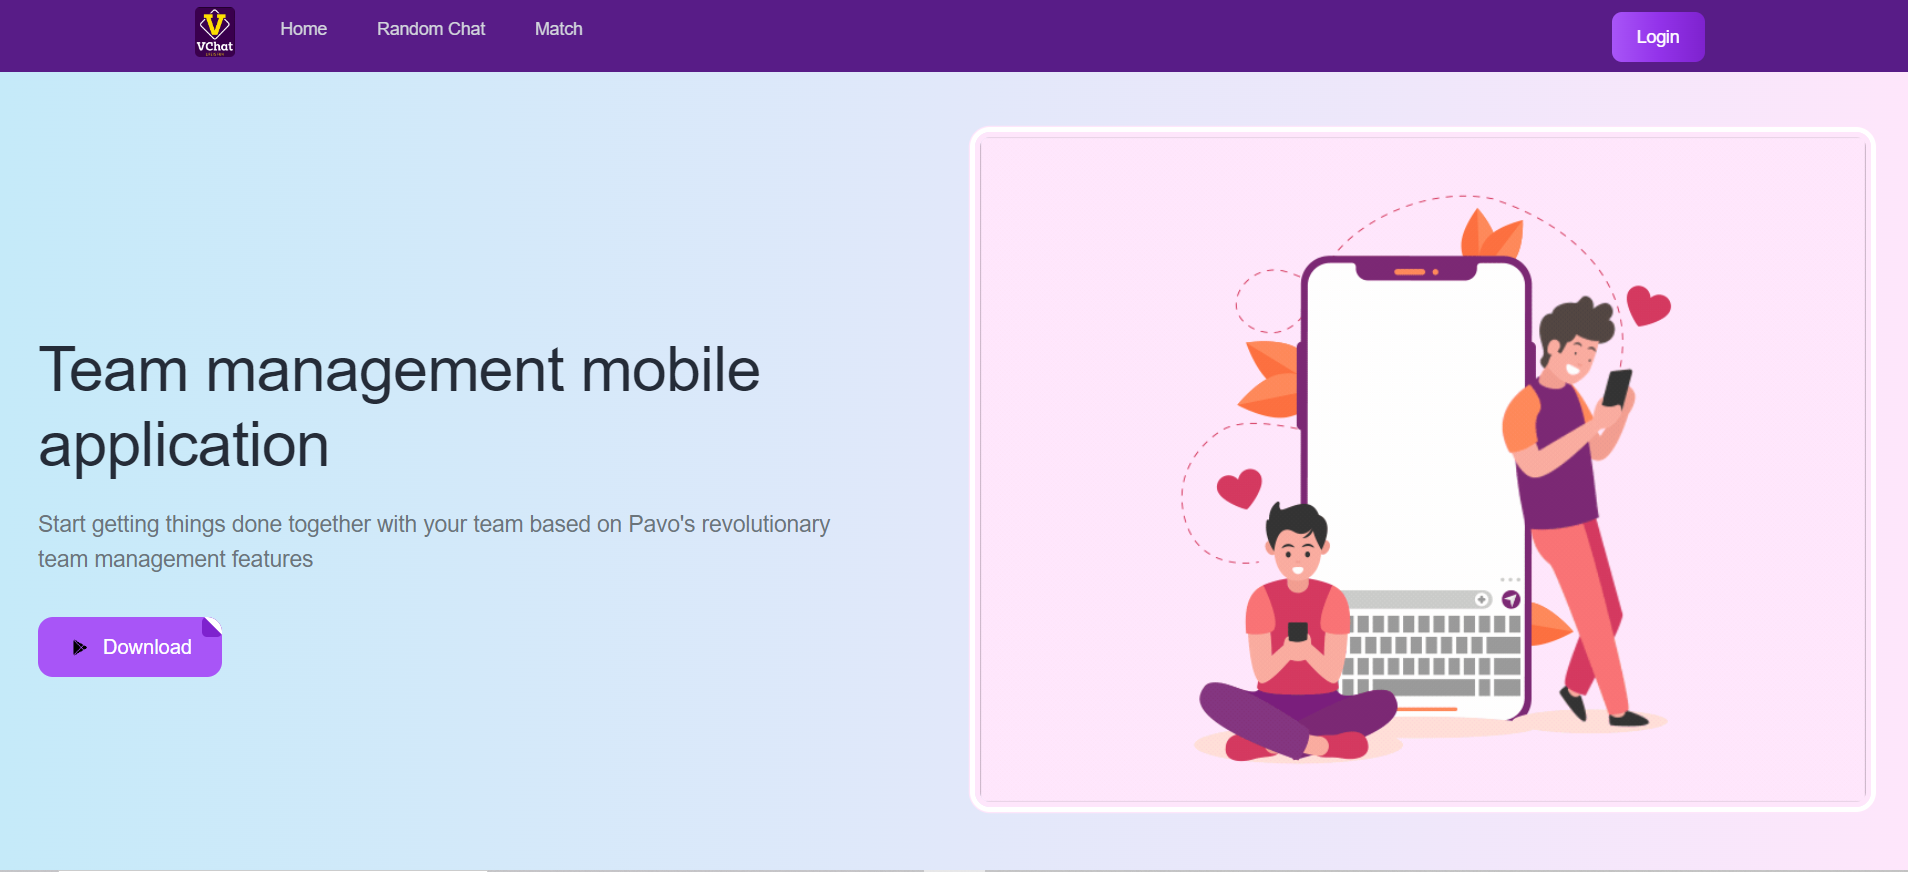 V
VChat
Home
Random Chat
Match
Login
Team management mobile
application
Start getting things done together with your team based on Pavo's revolutionary
team management features
Download